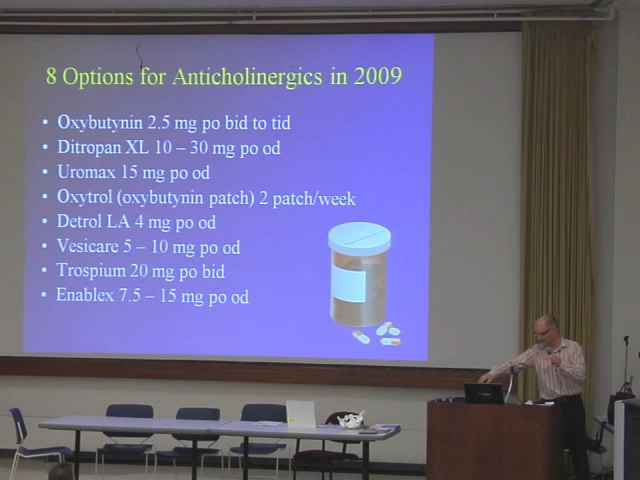 8 Options for Anticholinergics in 2009
• Oxybutynin 2.5 mg po bid to tid
• Ditropan XL 10 – 30 mg po od
• Uromax 15 mg po od
• Oxytrol (oxybutynin patch) 2 patch/week
• Detrol LA 4 mg po od
• Vesicare 5 – 10 mg po od
• Trospium 20 mg po bid
• Enablex 7.5 – 15 mg po od